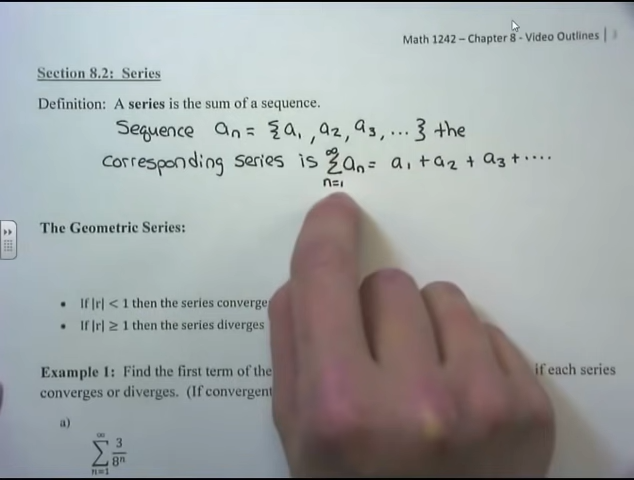 Math 1242 – Chapter 8 - Video Outlines |
Section 8.2: Series
Definition: A series is the sum of a sequence.
Sequence aₙ = {a₁, a₂, a₃, ... } the
corresponding series is ∞∑n=1 aₙ = a₁ + a₂ + a₃ + ....
The Geometric Series:
• If |r| < 1 then the series converge
• If |r| ≥ 1 then the series diverges
Example 1: Find the first term of the if each series
converges or diverges. (If convergent
a)
∞∑n=1 3/8ⁿ